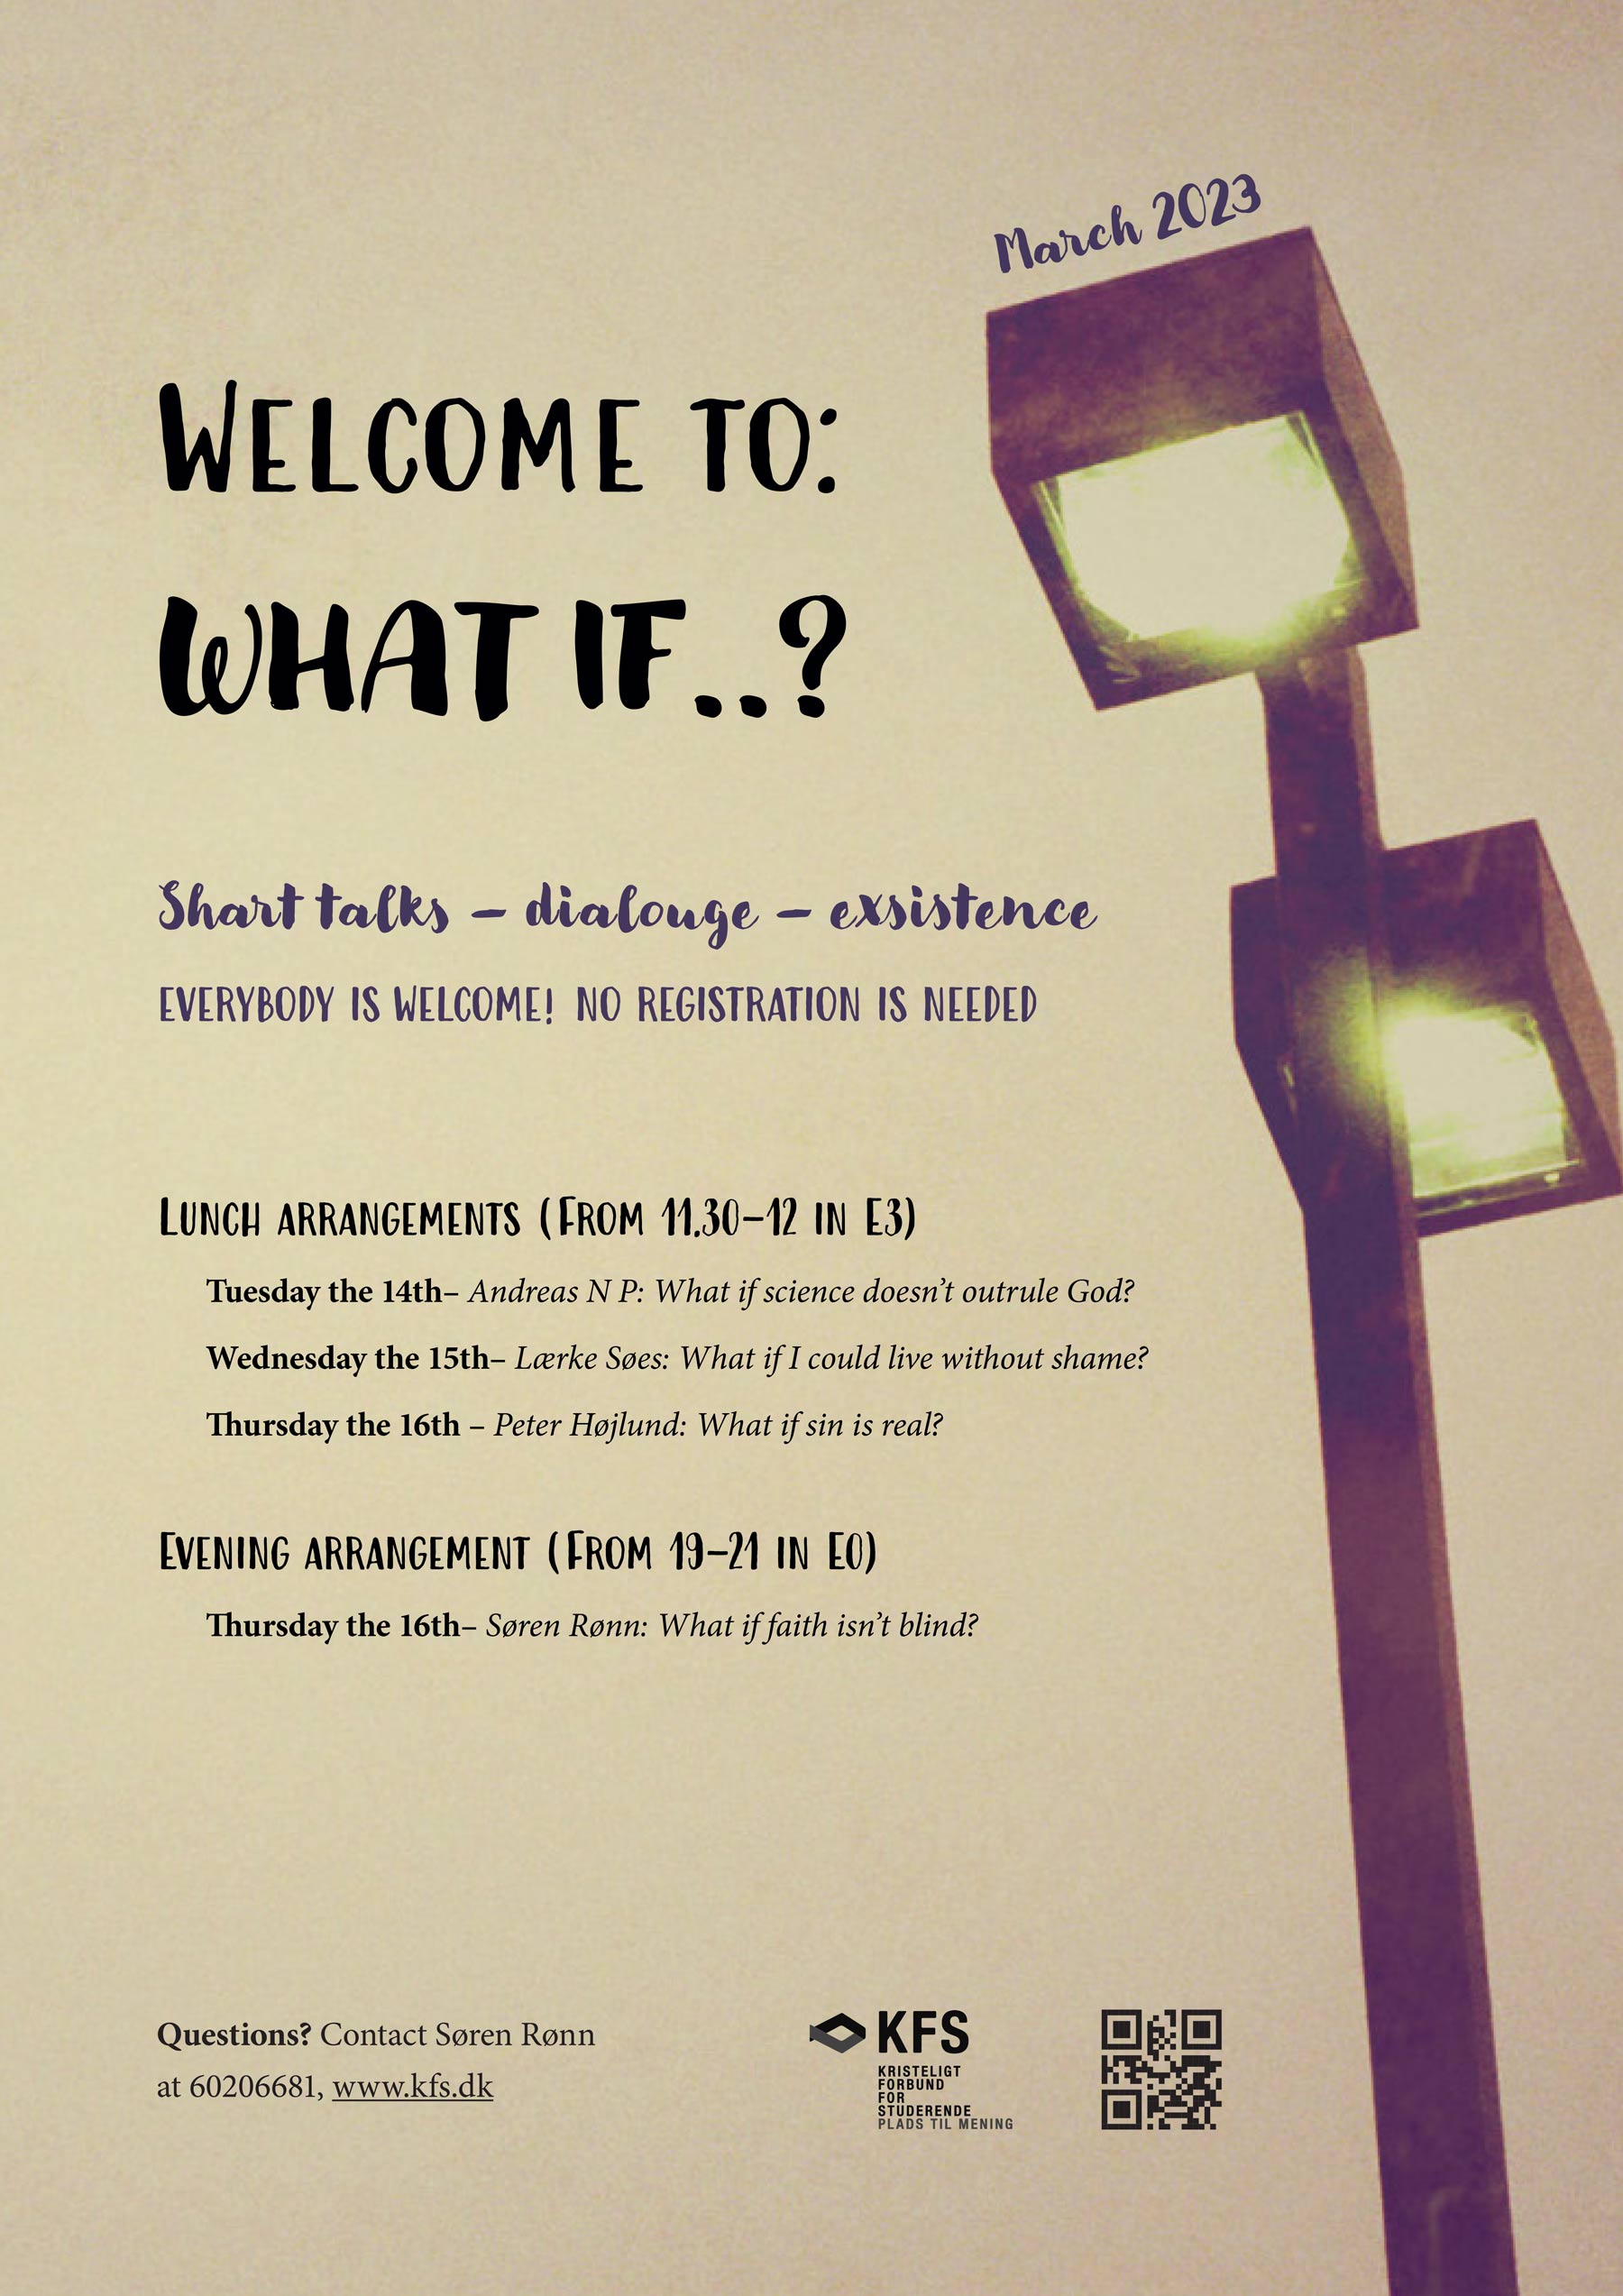 March 2023
WELCOME TO:
WHAT IF..?
Shart talks – dialouge – exsistence
EVERYBODY IS WELCOME! NO REGISTRATION IS NEEDED
LUNCH ARRANGEMENTS (FROM 11.30–12 IN E3)
Tuesday the 14th– Andreas N P: What if science doesn't outrule God?
Wednesday the 15th– Lærke Søes: What if I could live without shame?
Thursday the 16th – Peter Højlund: What if sin is real?
EVENING ARRANGEMENT (FROM 19–21 IN E0)
Thursday the 16th– Søren Rønn: What if faith isn't blind?
Questions? Contact Søren Rønn
at 60206681, www.kfs.dk
KFS
KRISTELIGT
FORBUND
FOR
STUDERENDE
PLADS TIL MENING